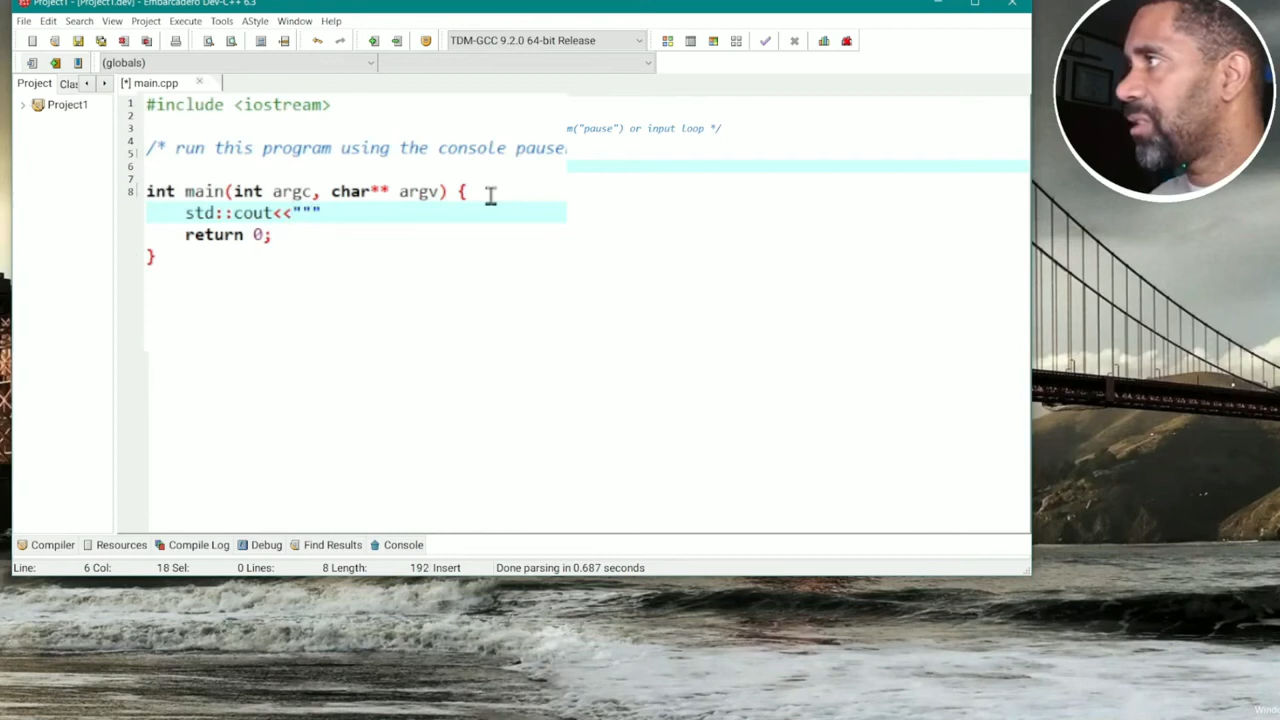 Project1 - [Project1.dev] - Embarcadero Dev-C++ 6.3
File Edit Search View Project Execute Tools AStyle Window Help
TDM-GCC 9.2.0 64-bit Release
(globals)
Project Clas [*] main.cpp
Project1
1 #include <iostream>
2
3 m("pause") or input loop */
4 /* run this program using the console pause
5
6
7
8 int main(int argc, char** argv) {
std::cout<<"""
return 0;
}
Compiler Resources Compile Log Debug Find Results Console
Line: 6 Col: 18 Sel: 0 Lines: 8 Length: 192 Insert Done parsing in 0.687 seconds